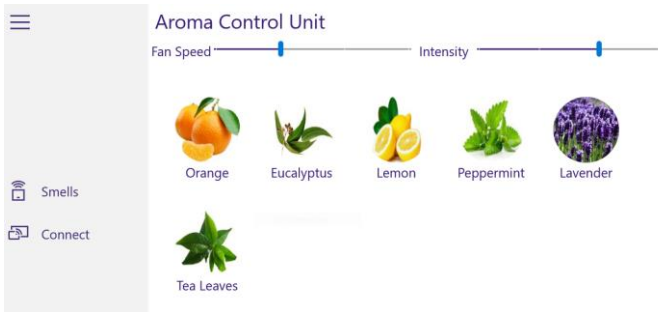 Aroma Control Unit
Fan Speed
Intensity
Orange
Eucalyptus
Lemon
Peppermint
Lavender
Smells
Connect
Tea Leaves